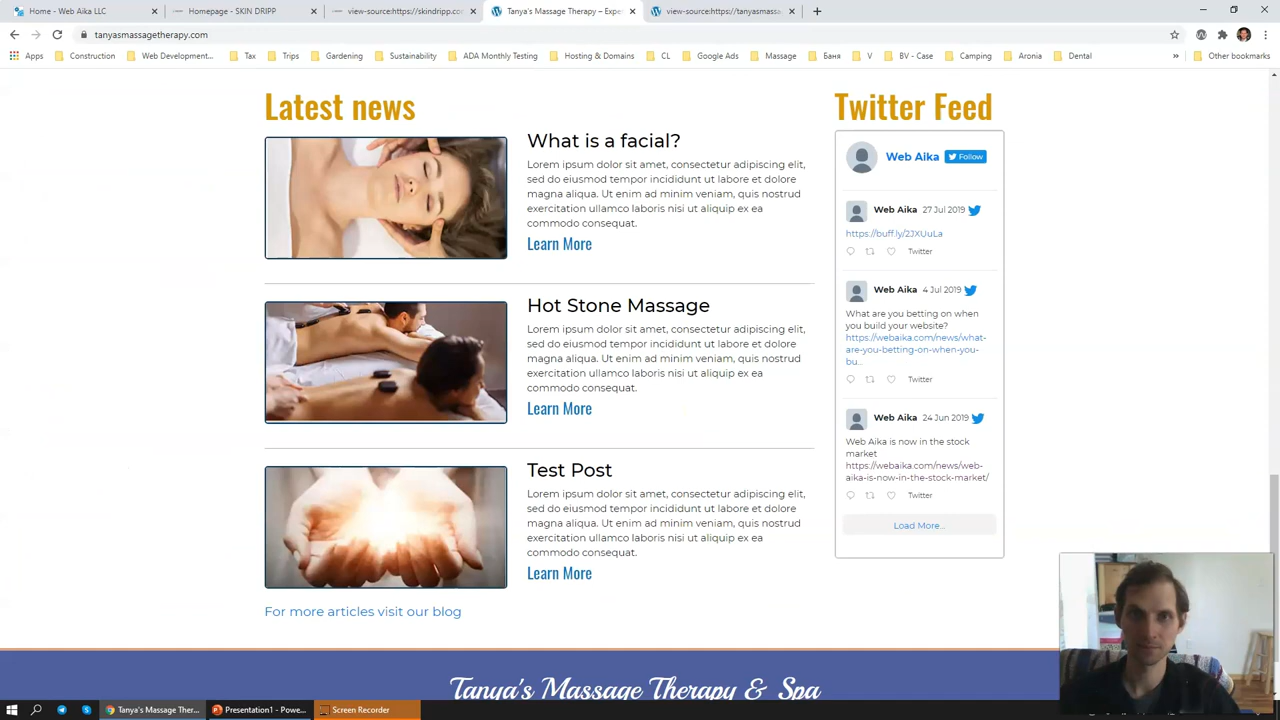 Home - Web Aika LLC
Homepage - SKIN DRIPP
view-source:https://skindripp.co
Tanya's Massage Therapy – Expe
view-source:https://tanyasmassa
tanyasmassagetherapy.com
Apps
Construction
Web Development...
Tax
Trips
Gardening
Sustainability
ADA Monthly Testing
Hosting & Domains
CL
Google Ads
Massage
Баня
V
BV - Case
Camping
Aronia
Dental
»
Other bookmarks
Latest news
What is a facial?
Lorem ipsum dolor sit amet, consectetur adipiscing elit,
sed do eiusmod tempor incididunt ut labore et dolore
magna aliqua. Ut enim ad minim veniam, quis nostrud
exercitation ullamco laboris nisi ut aliquip ex ea
commodo consequat.
Learn More
Hot Stone Massage
Lorem ipsum dolor sit amet, consectetur adipiscing elit,
sed do eiusmod tempor incididunt ut labore et dolore
magna aliqua. Ut enim ad minim veniam, quis nostrud
exercitation ullamco laboris nisi ut aliquip ex ea
commodo consequat.
Learn More
Test Post
Lorem ipsum dolor sit amet, consectetur adipiscing elit,
sed do eiusmod tempor incididunt ut labore et dolore
magna aliqua. Ut enim ad minim veniam, quis nostrud
exercitation ullamco laboris nisi ut aliquip ex ea
commodo consequat.
Learn More
For more articles visit our blog
Twitter Feed
Web Aika Follow
Web Aika 27 Jul 2019
https://buff.ly/2JXUuLa
Twitter
Web Aika 4 Jul 2019
What are you betting on when
you build your website?
https://webaika.com/news/what-
are-you-betting-on-when-you-
bu...
Twitter
Web Aika 24 Jun 2019
Web Aika is now in the stock
market
https://webaika.com/news/web-
aika-is-now-in-the-stock-market/
Twitter
Load More...
Tanya's Massage Therapy & Spa
Tanya's Massage Ther...
Presentation1 - Powe...
Screen Recorder